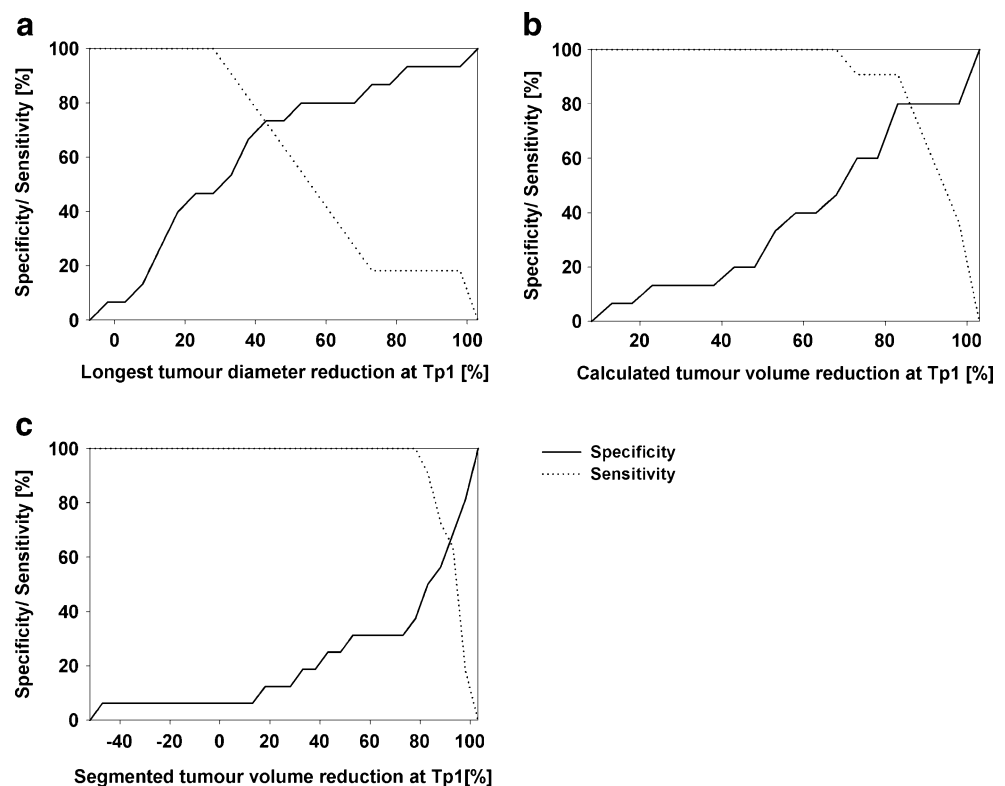 a
100
80
60
40
20
0
Specificity/ Sensitivity [%]
0 20 40 60 80 100
Longest tumour diameter reduction at Tp1 [%]
b
100
80
60
40
20
0
Specificity/ Sensitivity [%]
20 40 60 80 100
Calculated tumour volume reduction at Tp1 [%]
c
100
80
60
40
20
0
Specificity/ Sensitivity [%]
-40 -20 0 20 40 60 80 100
Segmented tumour volume reduction at Tp1[%]
Specificity
Sensitivity